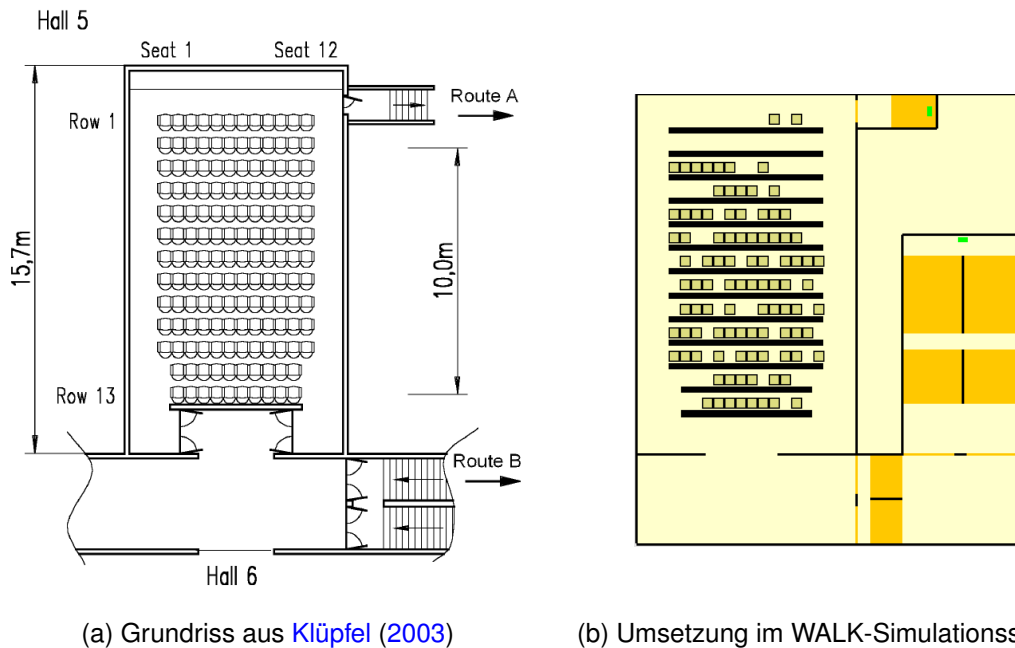 Hall 5
Seat 1
Seat 12
Route A
Row 1
15,7m
10,0m
Row 13
Route B
Hall 6
(a) Grundriss aus Klüpfel (2003)
(b) Umsetzung im WALK-Simulationss